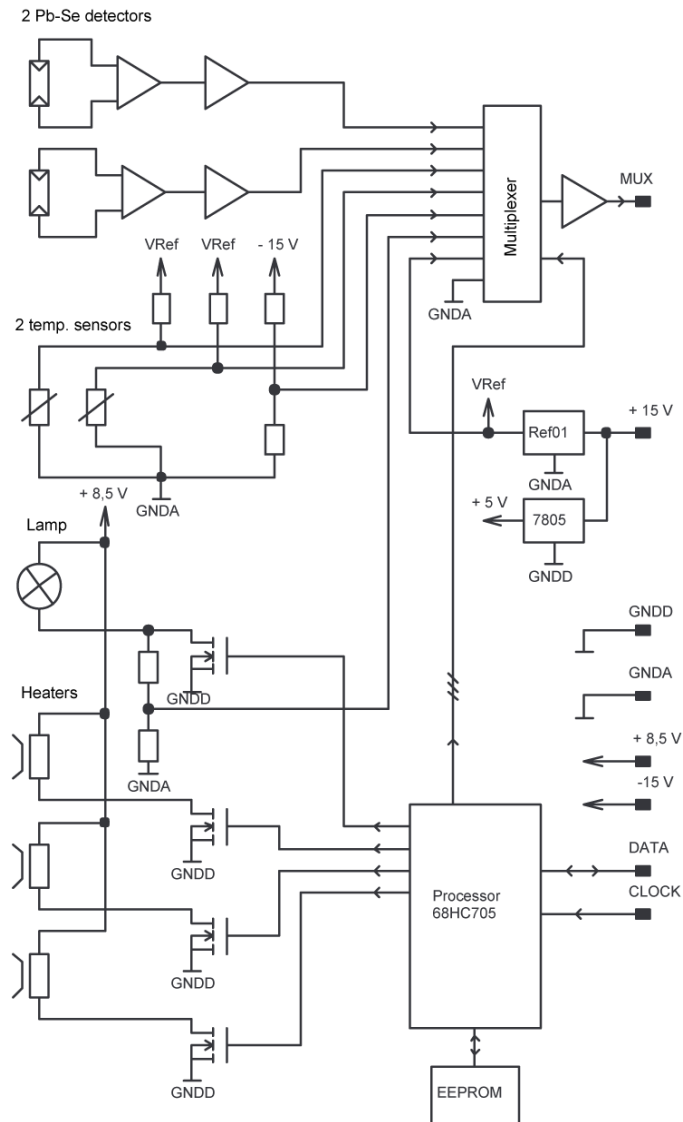 2 Pb-Se detectors
MUX
Multiplexer
VRef
VRef
- 15 V
GNDA
2 temp. sensors
VRef
+ 15 V
Ref01
GNDA
+ 8,5 V
GNDA
+ 5 V
7805
Lamp
GNDD
GNDD
GNDD
GNDA
Heaters
+ 8,5 V
GNDA
-15 V
GNDD
DATA
Processor
68HC705
CLOCK
GNDD
GNDD
EEPROM